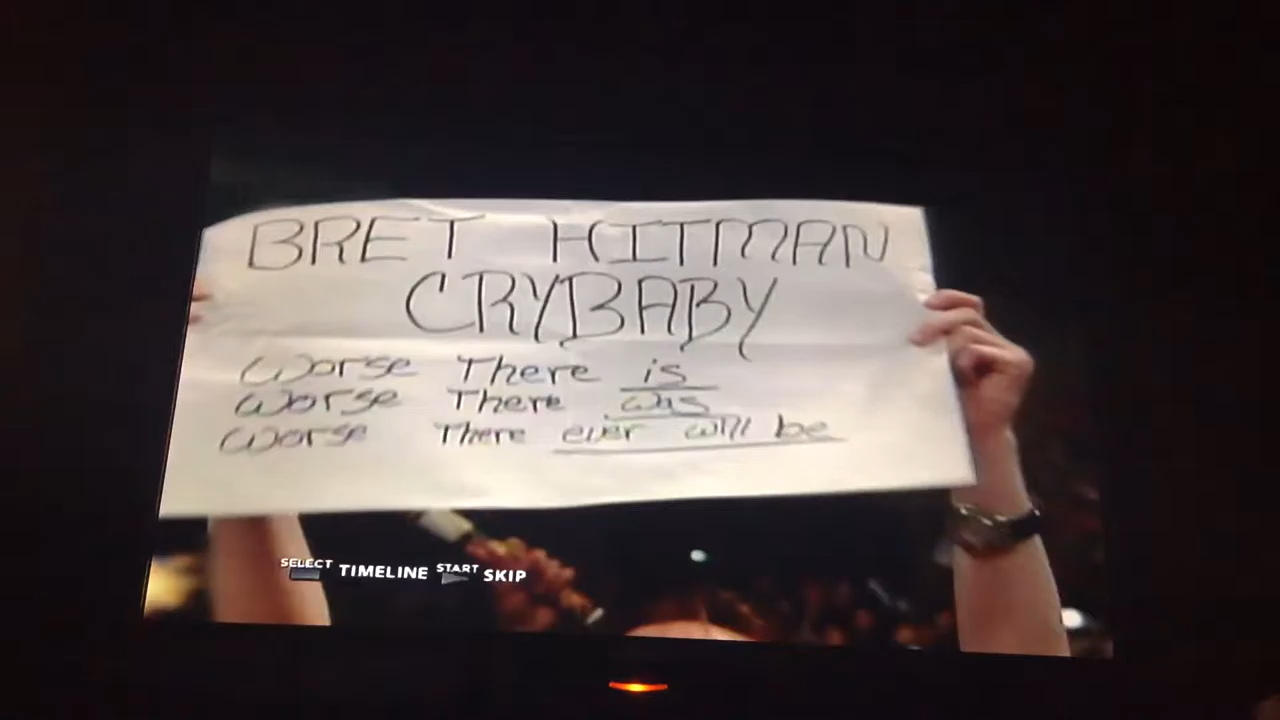 BRET HITMAN
CRYBABY
Worse There is
Worse There was
Worse There ever will be
SELECT TIMELINE START SKIP